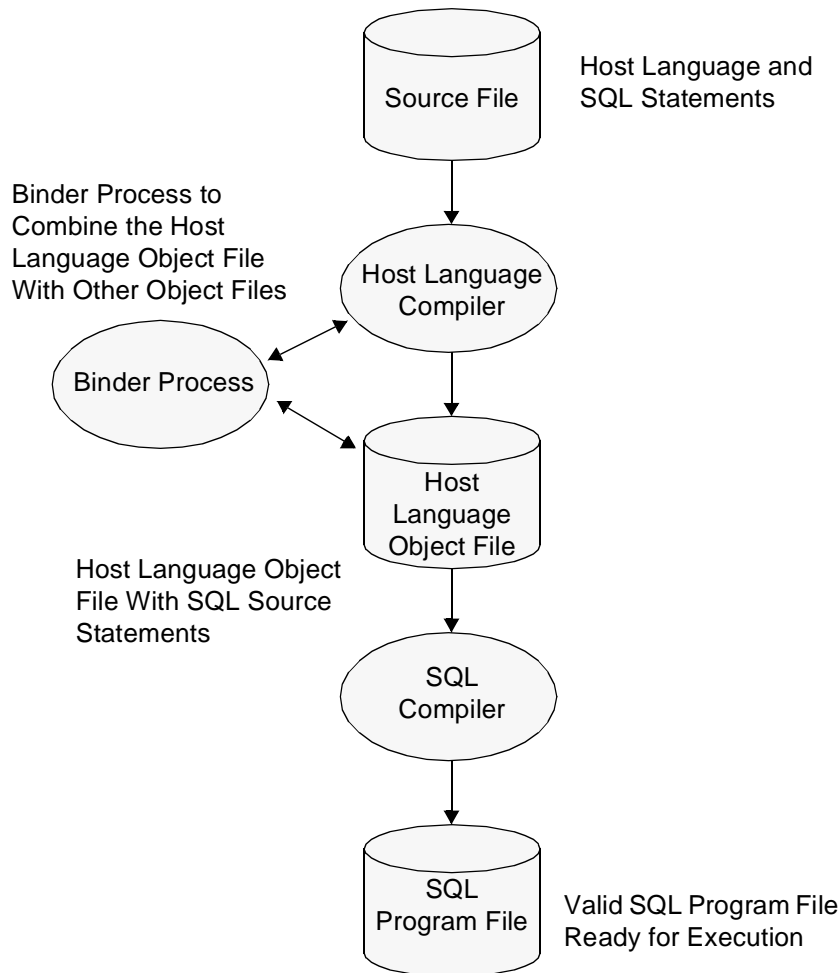 Source File
Host Language and
SQL Statements
Binder Process to
Combine the Host
Language Object File
With Other Object Files
Host Language
Compiler
Binder Process
Host
Language
Object File
Host Language Object
File With SQL Source
Statements
SQL
Compiler
SQL
Program File
Valid SQL Program File
Ready for Execution